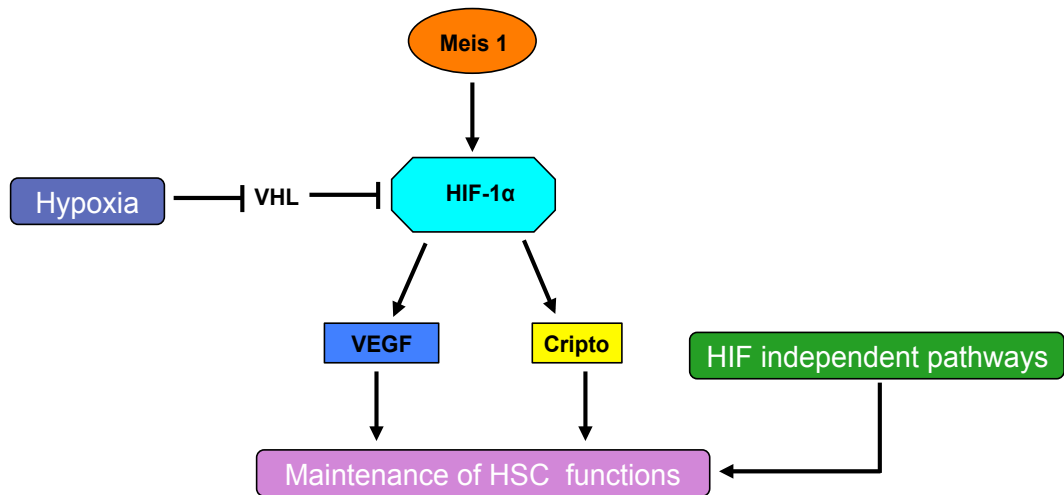 Meis 1
Hypoxia
VHL
HIF-1α
VEGF
Cripto
HIF independent pathways
Maintenance of HSC functions